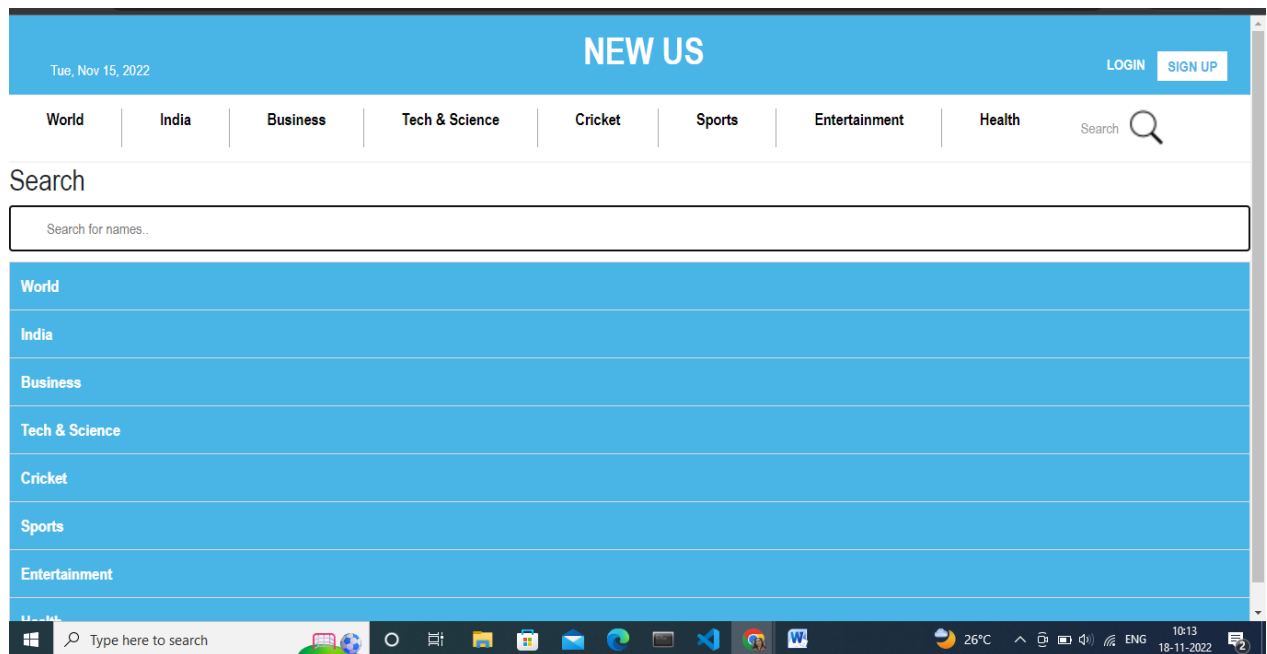 NEW US
Tue, Nov 15, 2022
LOGIN SIGN UP
World India Business Tech & Science Cricket Sports Entertainment Health Search
Search
Search for names..
World
India
Business
Tech & Science
Cricket
Sports
Entertainment
Health
Type here to search 26°C ENG 10:13
18-11-2022 2